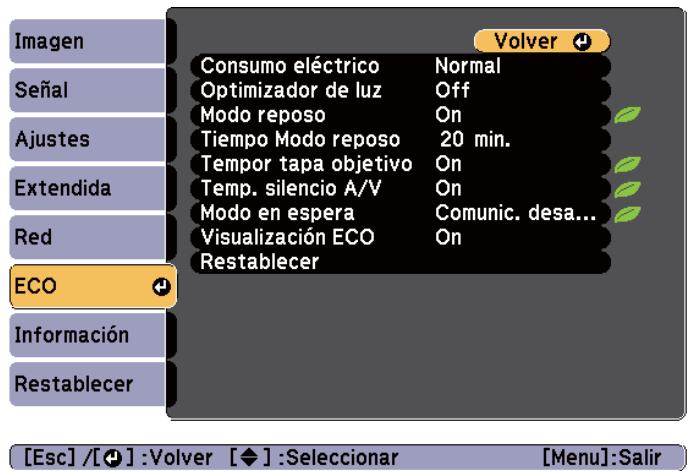 Imagen
Señal
Ajustes
Extendida
Red
ECO
Información
Restablecer
Volver
Consumo eléctrico Normal
Optimizador de luz Off
Modo reposo On
Tiempo Modo reposo 20 min.
Tempor tapa objetivo On
Temp. silencio A/V On
Modo en espera Comunic. desa...
Visualización ECO On
Restablecer
[Esc] /[ ] :Volver [ ] :Seleccionar [Menu]:Salir